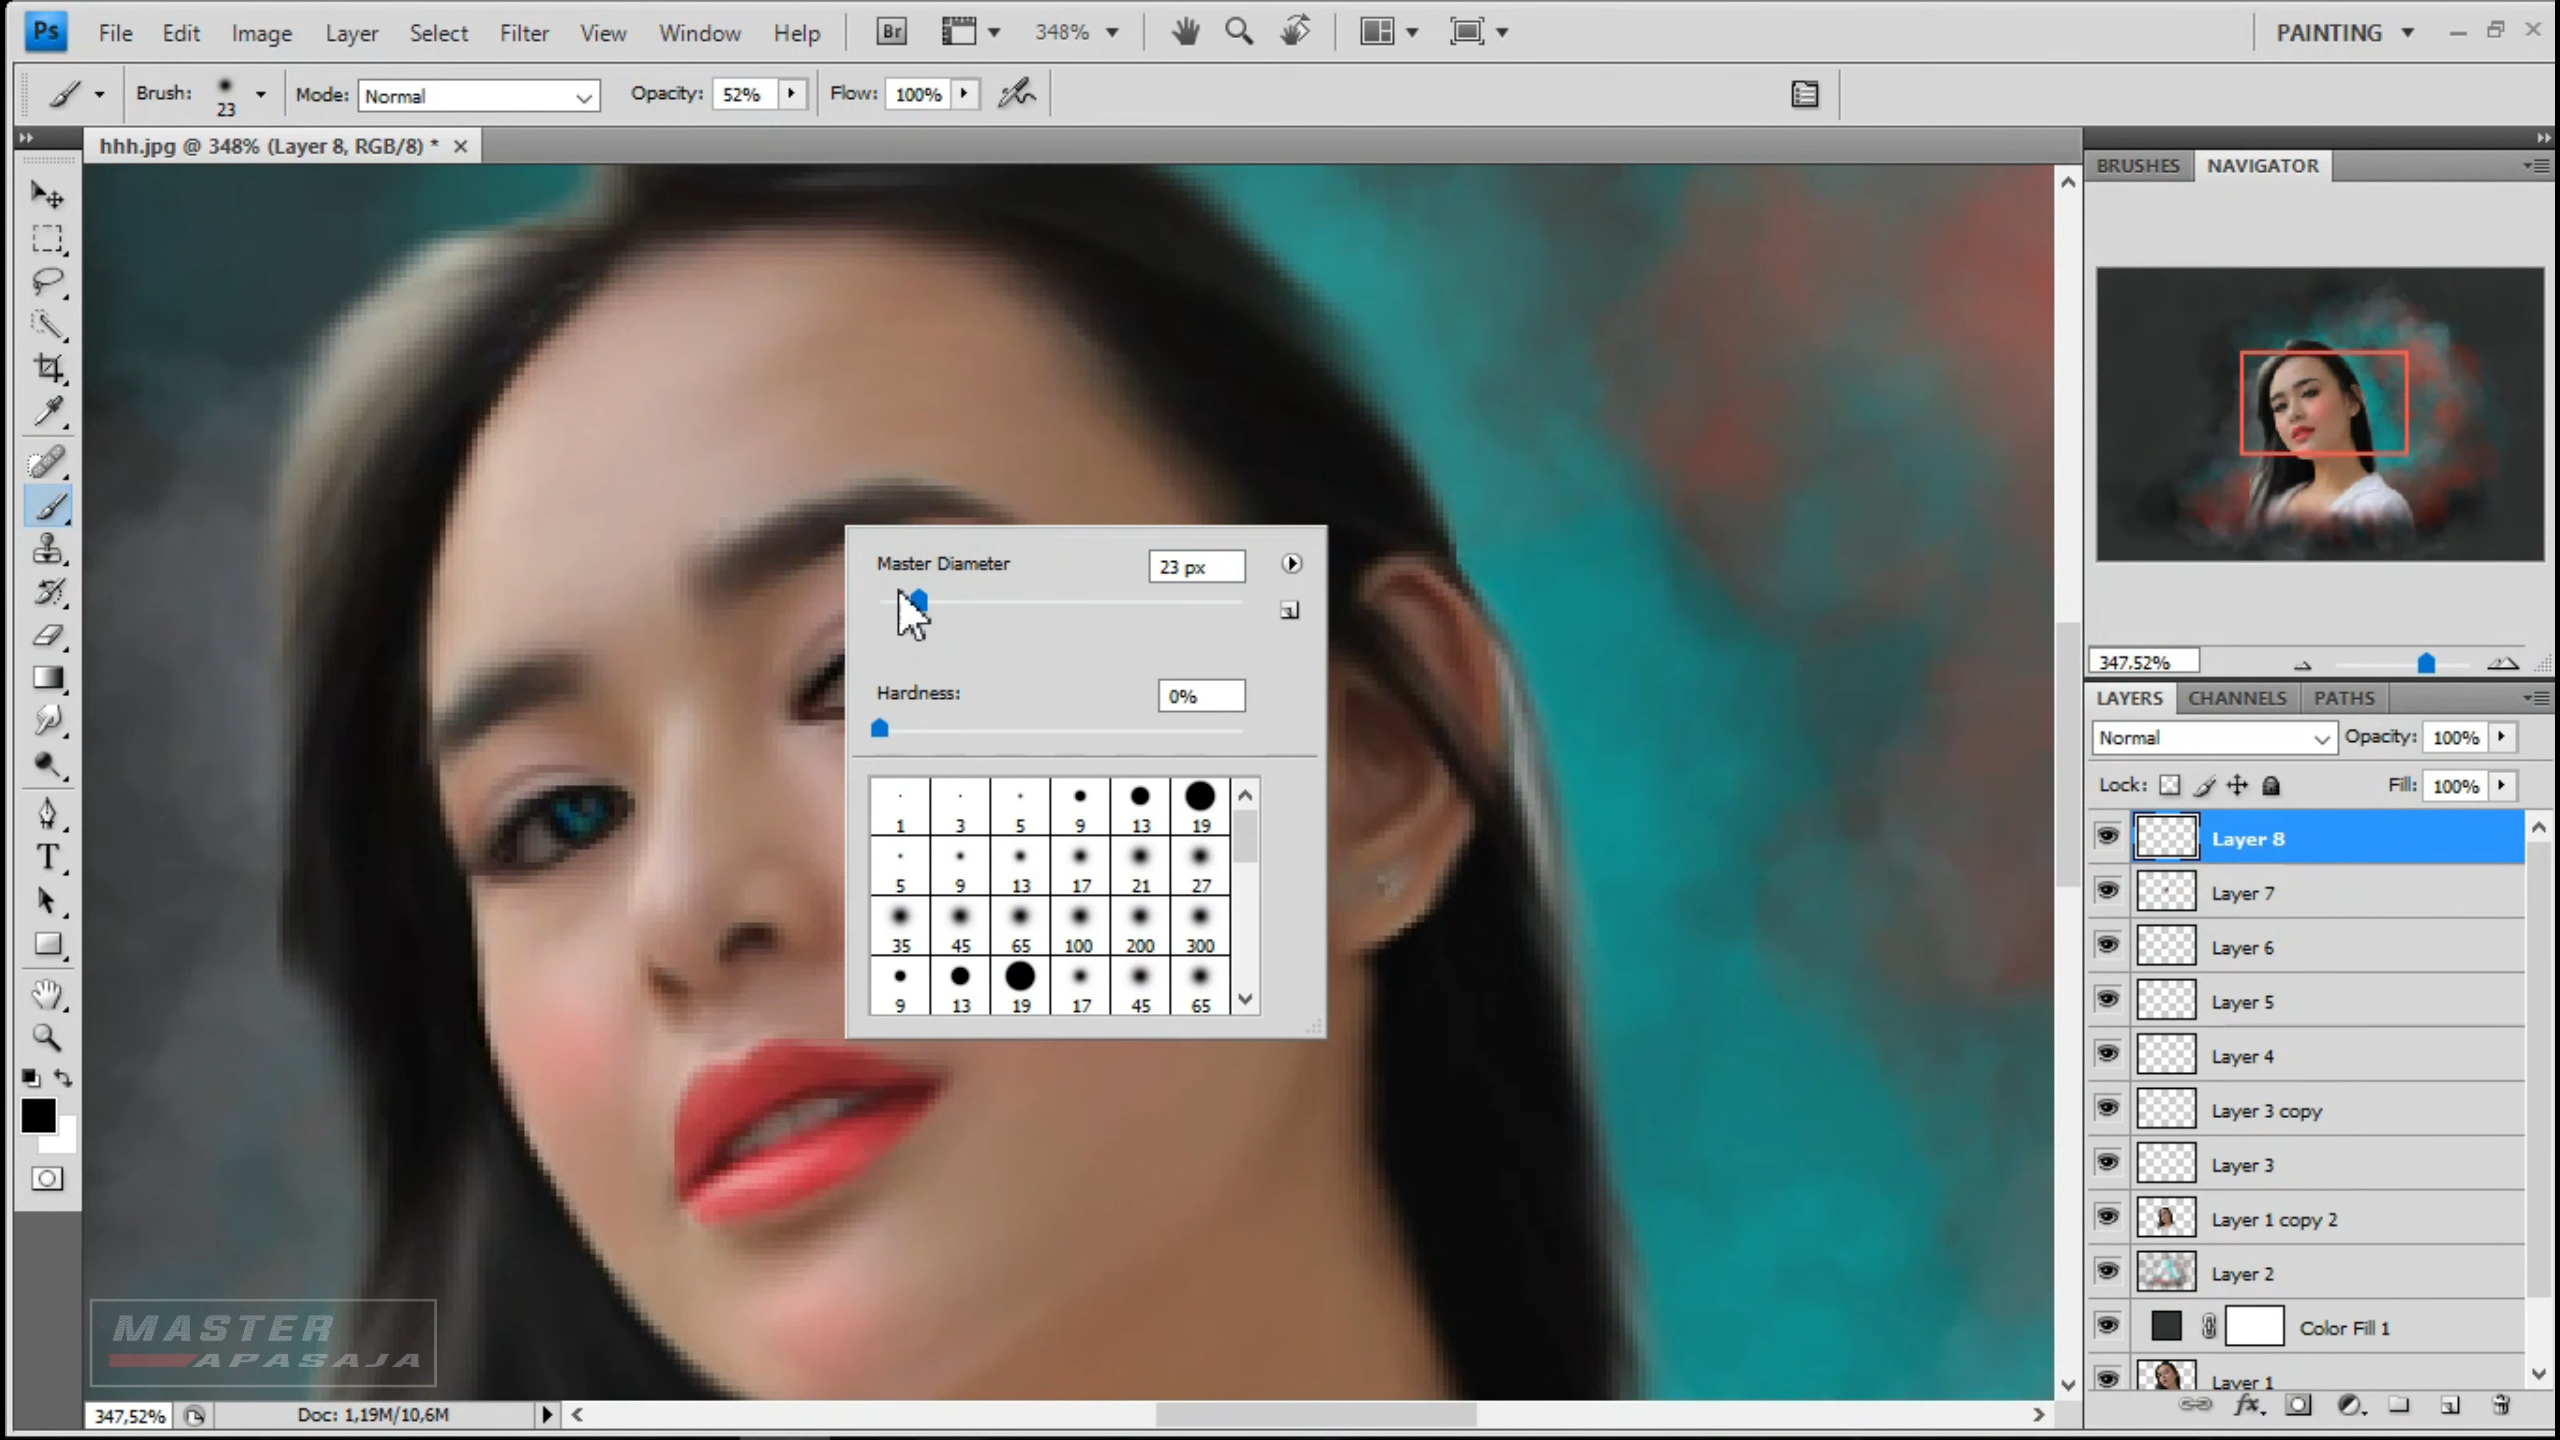 Ps File Edit Image Layer Select Filter View Window Help Br 348% PAINTING
Brush: 23 Mode: Normal Opacity: 52% Flow: 100%
hhh.jpg @ 348% (Layer 8, RGB/8) *
BRUSHES NAVIGATOR
Master Diameter 23 px
Hardness: 0%
1 3 5 9 13 19
5 9 13 17 21 27
35 45 65 100 200 300
9 13 19 17 45 65
347.52%
LAYERS CHANNELS PATHS
Normal Opacity: 100%
Lock: Fill: 100%
Layer 8
Layer 7
Layer 6
Layer 5
Layer 4
Layer 3 copy
Layer 3
Layer 1 copy 2
Layer 2
Color Fill 1
Layer 1
fx
T
MASTER
APASAJA
347,52% Doc: 1,19M/10,6M